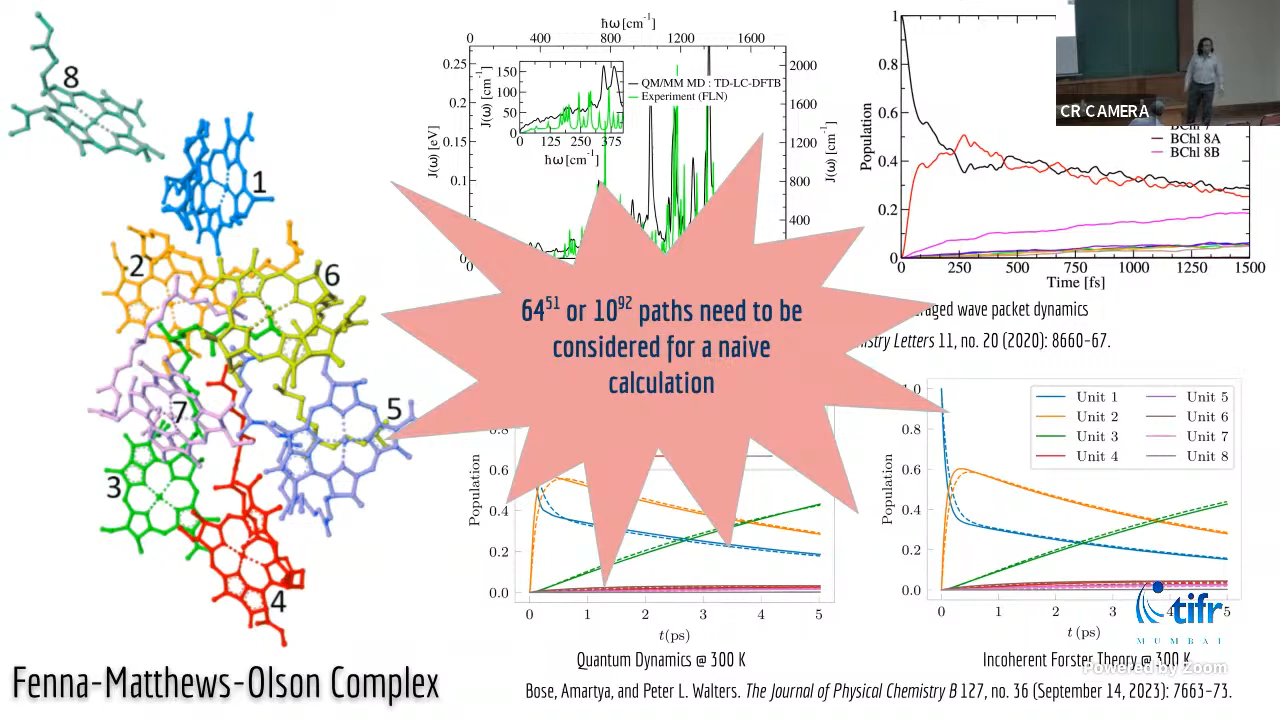 8
1
2
6
7
5
3
4
Fenna-Matthews-Olson Complex
ħω [cm⁻¹]
0 400 800 1200 1600
0.25
0.2
0.15
0.1
0
J(ω) [eV]
2000
1600
1200
800
400
J(ω) [cm⁻¹]
150
100
50
0
J(ω) [cm⁻¹]
0 125 250 375
ħω [cm⁻¹]
QM/MM MD : TD-LC-DFTB
Experiment (FLN)
1
0.8
0.6
0.4
0.2
0
Population
0 250 500 750 1000 1250 1500
Time [fs]
BChl 8A
BChl 8B
CR CAMERA
64⁵¹ or 10⁹² paths need to be
considered for a naive
calculation
wave packet dynamics
Letters 11, no. 20 (2020): 8660-67.
0.8
0.6
0.4
0.2
0.0
Population
0 1 2 3 4 5
t (ps)
Quantum Dynamics @ 300 K
0.8
0.6
0.4
0.2
0.0
Population
Unit 1 Unit 5
Unit 2 Unit 6
Unit 3 Unit 7
Unit 4 Unit 8
0 1 2 3 4 5
t (ps)
Incoherent Forster Theory @ 300 K
tifr
MUMBAI
Powered by Zoom
Bose, Amartya, and Peter L. Walters. The Journal of Physical Chemistry B 127, no. 36 (September 14, 2023): 7663-73.